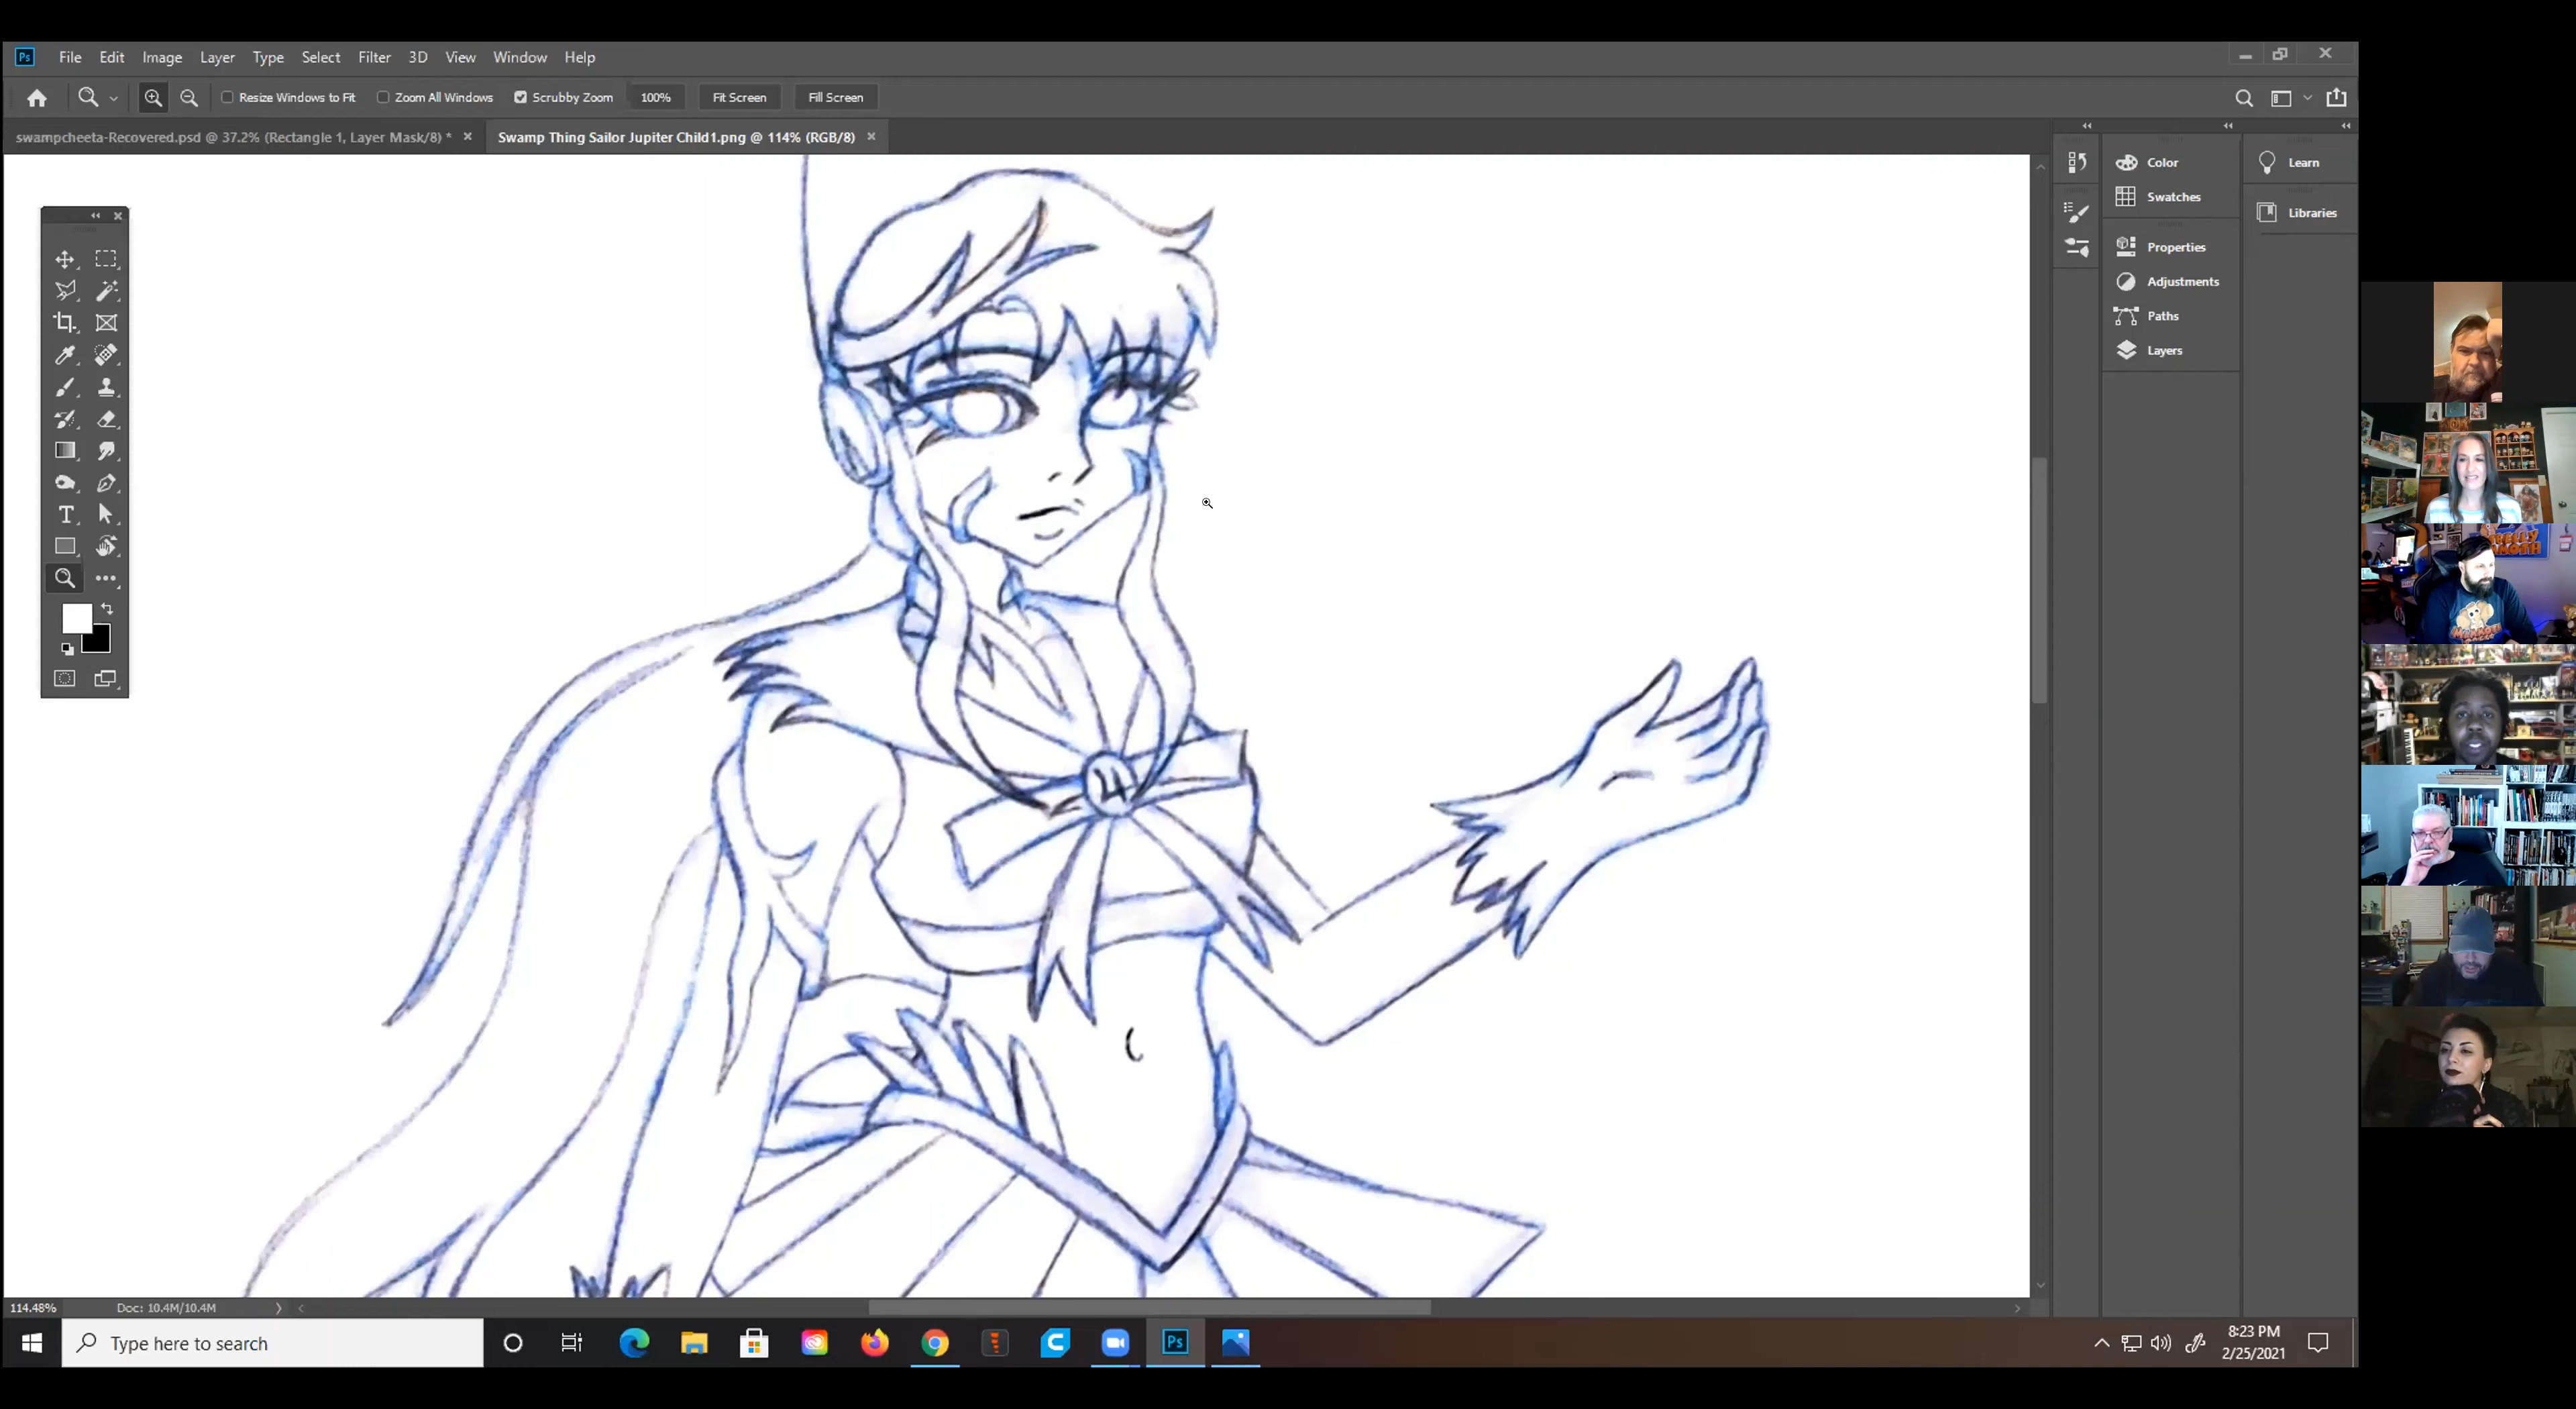 Ps File Edit Image Layer Type Select Filter 3D View Window Help
Resize Windows to Fit Zoom All Windows Scrubby Zoom 100% Fit Screen Fill Screen
swampcheeta-Recovered.psd @ 37.2% (Rectangle 1, Layer Mask/8) * Swamp Thing Sailor Jupiter Child1.png @ 114% (RGB/8)
Color
Swatches
Properties
Adjustments
Paths
Layers
Learn
Libraries
114.48% Doc: 10.4M/10.4M
Type here to search
Ps
8:23 PM
2/25/2021